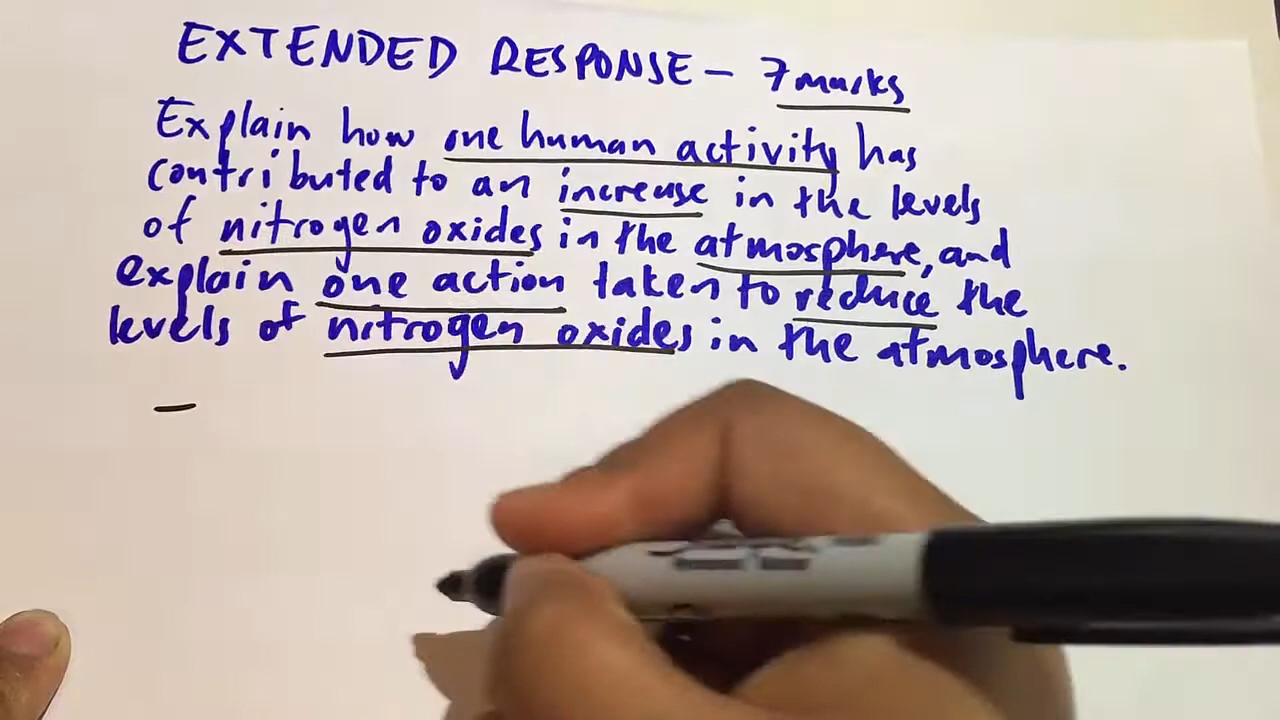 EXTENDED RESPONSE - 7 marks
Explain how one human activity has
contributed to an increase in the levels
of nitrogen oxides in the atmosphere, and
explain one action taken to reduce the
levels of nitrogen oxides in the atmosphere.